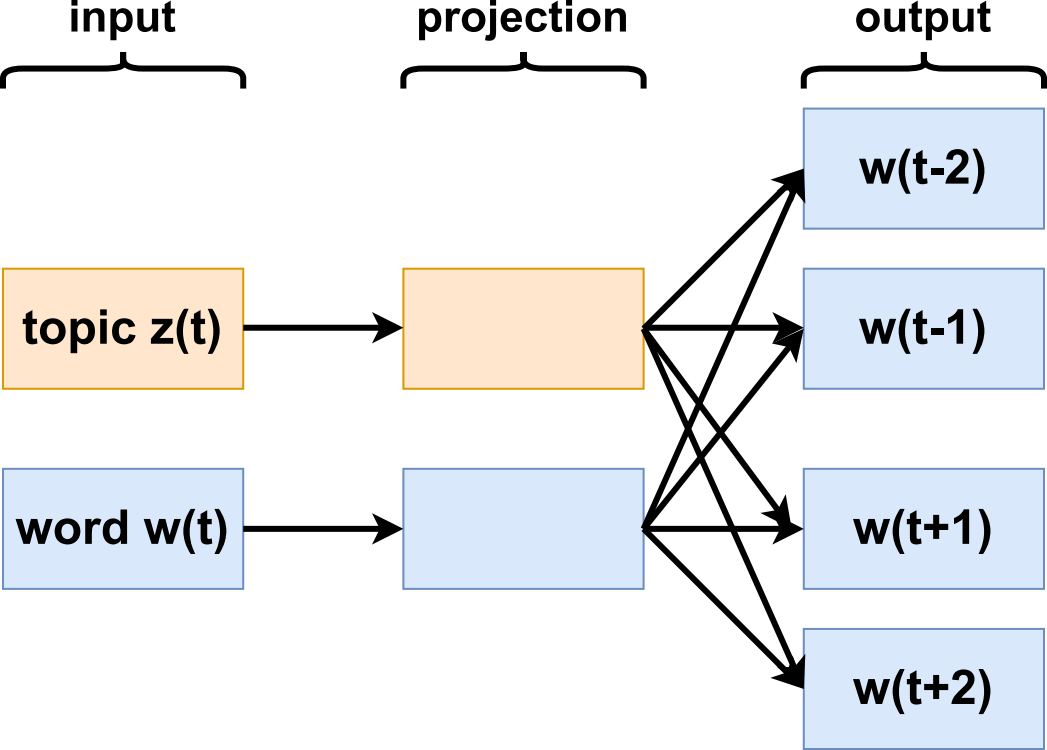 input
projection
output
w(t-2)
topic z(t)
w(t-1)
word w(t)
w(t+1)
w(t+2)